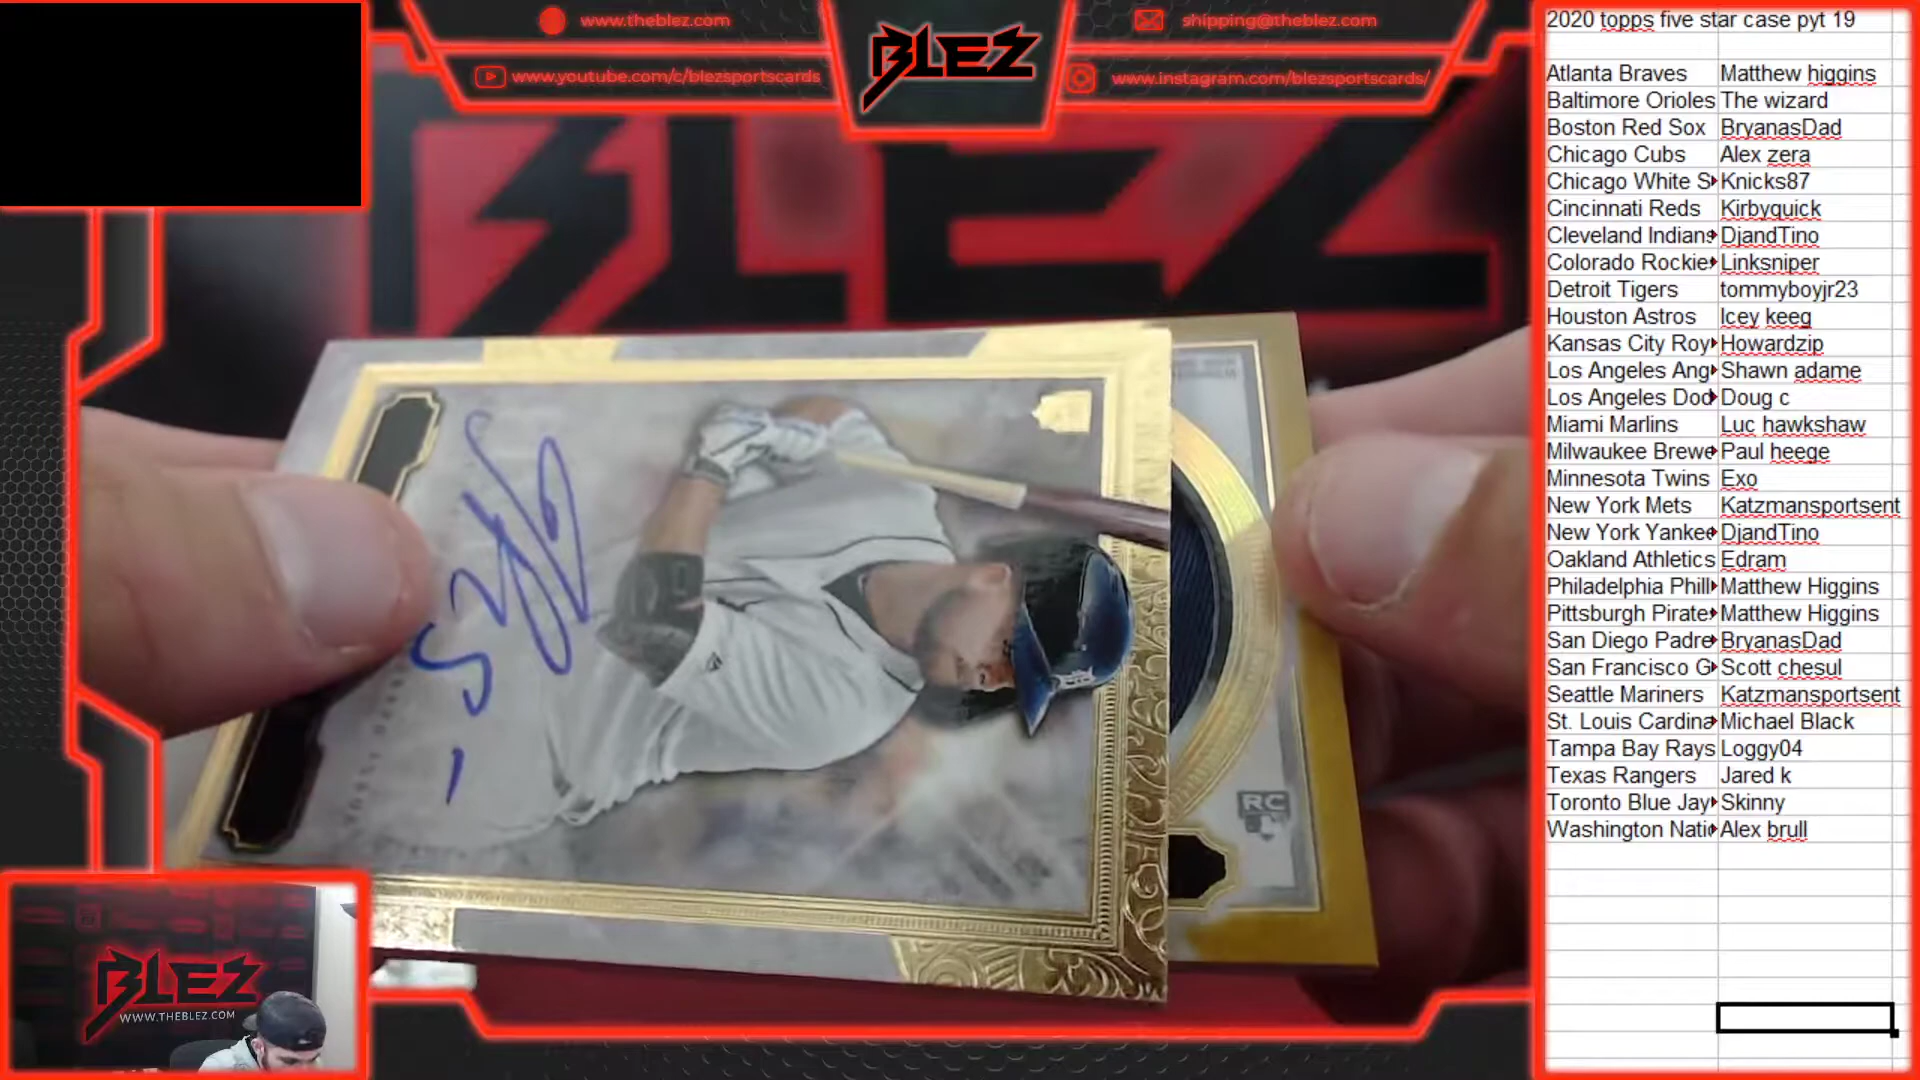 www.theblez.com
BLEZ
shipping@theblez.com
www.youtube.com/c/blezsportscards
www.instagram.com/blezsportscards/
BLEZ
RC
BLEZ
WWW.THEBLEZ.COM
2020 topps five star case pyt 19
Atlanta Braves Matthew higgins
Baltimore Orioles The wizard
Boston Red Sox BryanasDad
Chicago Cubs Alex zera
Chicago White S Knicks87
Cincinnati Reds Kirbyquick
Cleveland Indians DjandTino
Colorado Rockie Linksniper
Detroit Tigers tommyboyjr23
Houston Astros Icey keeg
Kansas City Roy Howardzip
Los Angeles Ang Shawn adame
Los Angeles Dod Doug c
Miami Marlins Luc hawkshaw
Milwaukee Brewe Paul heege
Minnesota Twins Exo
New York Mets Katzmansportsent
New York Yankee DjandTino
Oakland Athletics Edram
Philadelphia Phill Matthew Higgins
Pittsburgh Pirate Matthew Higgins
San Diego Padre BryanasDad
San Francisco G Scott chesul
Seattle Mariners Katzmansportsent
St. Louis Cardina Michael Black
Tampa Bay Rays Loggy04
Texas Rangers Jared k
Toronto Blue Jay Skinny
Washington Natio Alex brull